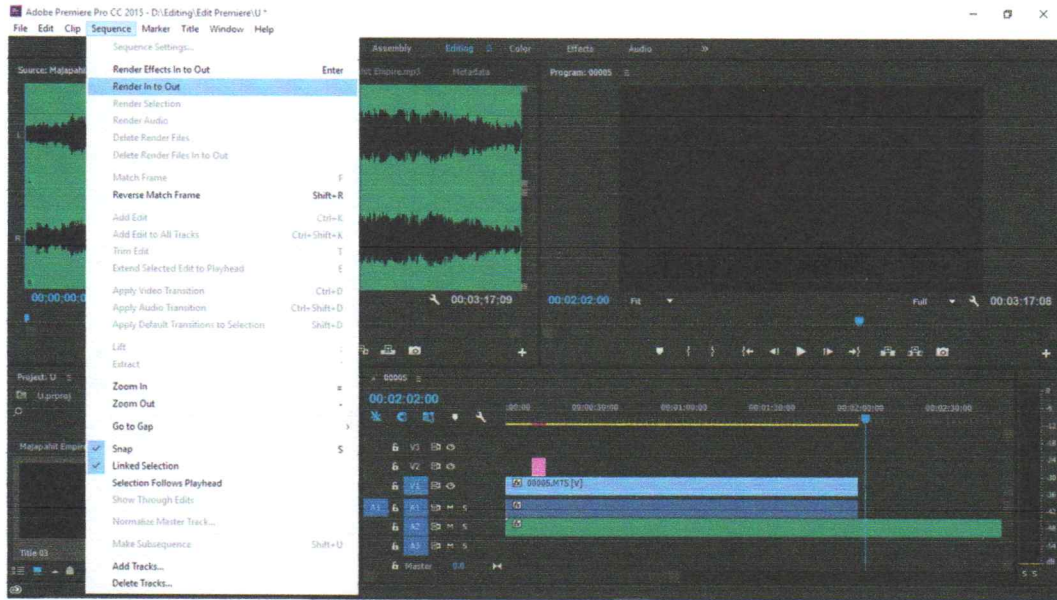 Adobe Premiere Pro CC 2015 - D:\Editing\Edit Premiere\U *
File Edit Clip Sequence Marker Title Window Help
Sequence Settings...
Render Effects In to Out Enter
Render In to Out
Render Selection
Render Audio
Delete Render Files
Delete Render Files In to Out
Match Frame F
Reverse Match Frame Shift+R
Add Edit Ctrl+K
Add Edit to All Tracks Ctrl+Shift+K
Trim Edit T
Extend Selected Edit to Playhead E
Apply Video Transition Ctrl+D
Apply Audio Transition Ctrl+Shift+D
Apply Default Transitions to Selection Shift+D
Lift ;
Extract '
Zoom In =
Zoom Out -
Go to Gap
Snap S
Linked Selection
Selection Follows Playhead
Show Through Edits
Normalize Master Track...
Make Subsequence Shift+U
Add Tracks...
Delete Tracks...
Assembly Editing Color Effects Audio
Source: Majapahi
hit Empire.mp3 Metadata
L
R
00:00:00:0
00:03:17:09
Program: 00005
00:02:02:00 Fit Full 00:03:17:08
Project: U
U.prproj
Majapahit Empire
Title 03
00005
00:02:02:00
:00:00 00:00:30:00 00:01:00:00 00:01:30:00 00:02:00:00 00:02:30:00
V3
V2
V1 00005.MTS [V]
A1 A1 M S
A2 M S
A3 M S
Master 0.0
S S